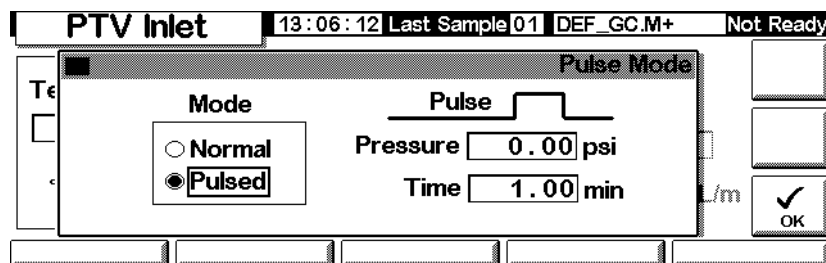 PTV Inlet 13:06:12 Last Sample 01 DEF_GC.M+ Not Ready
Pulse Mode
Te
Mode Pulse
Normal Pressure 0.00 psi
Pulsed Time 1.00 min
L/m
OK